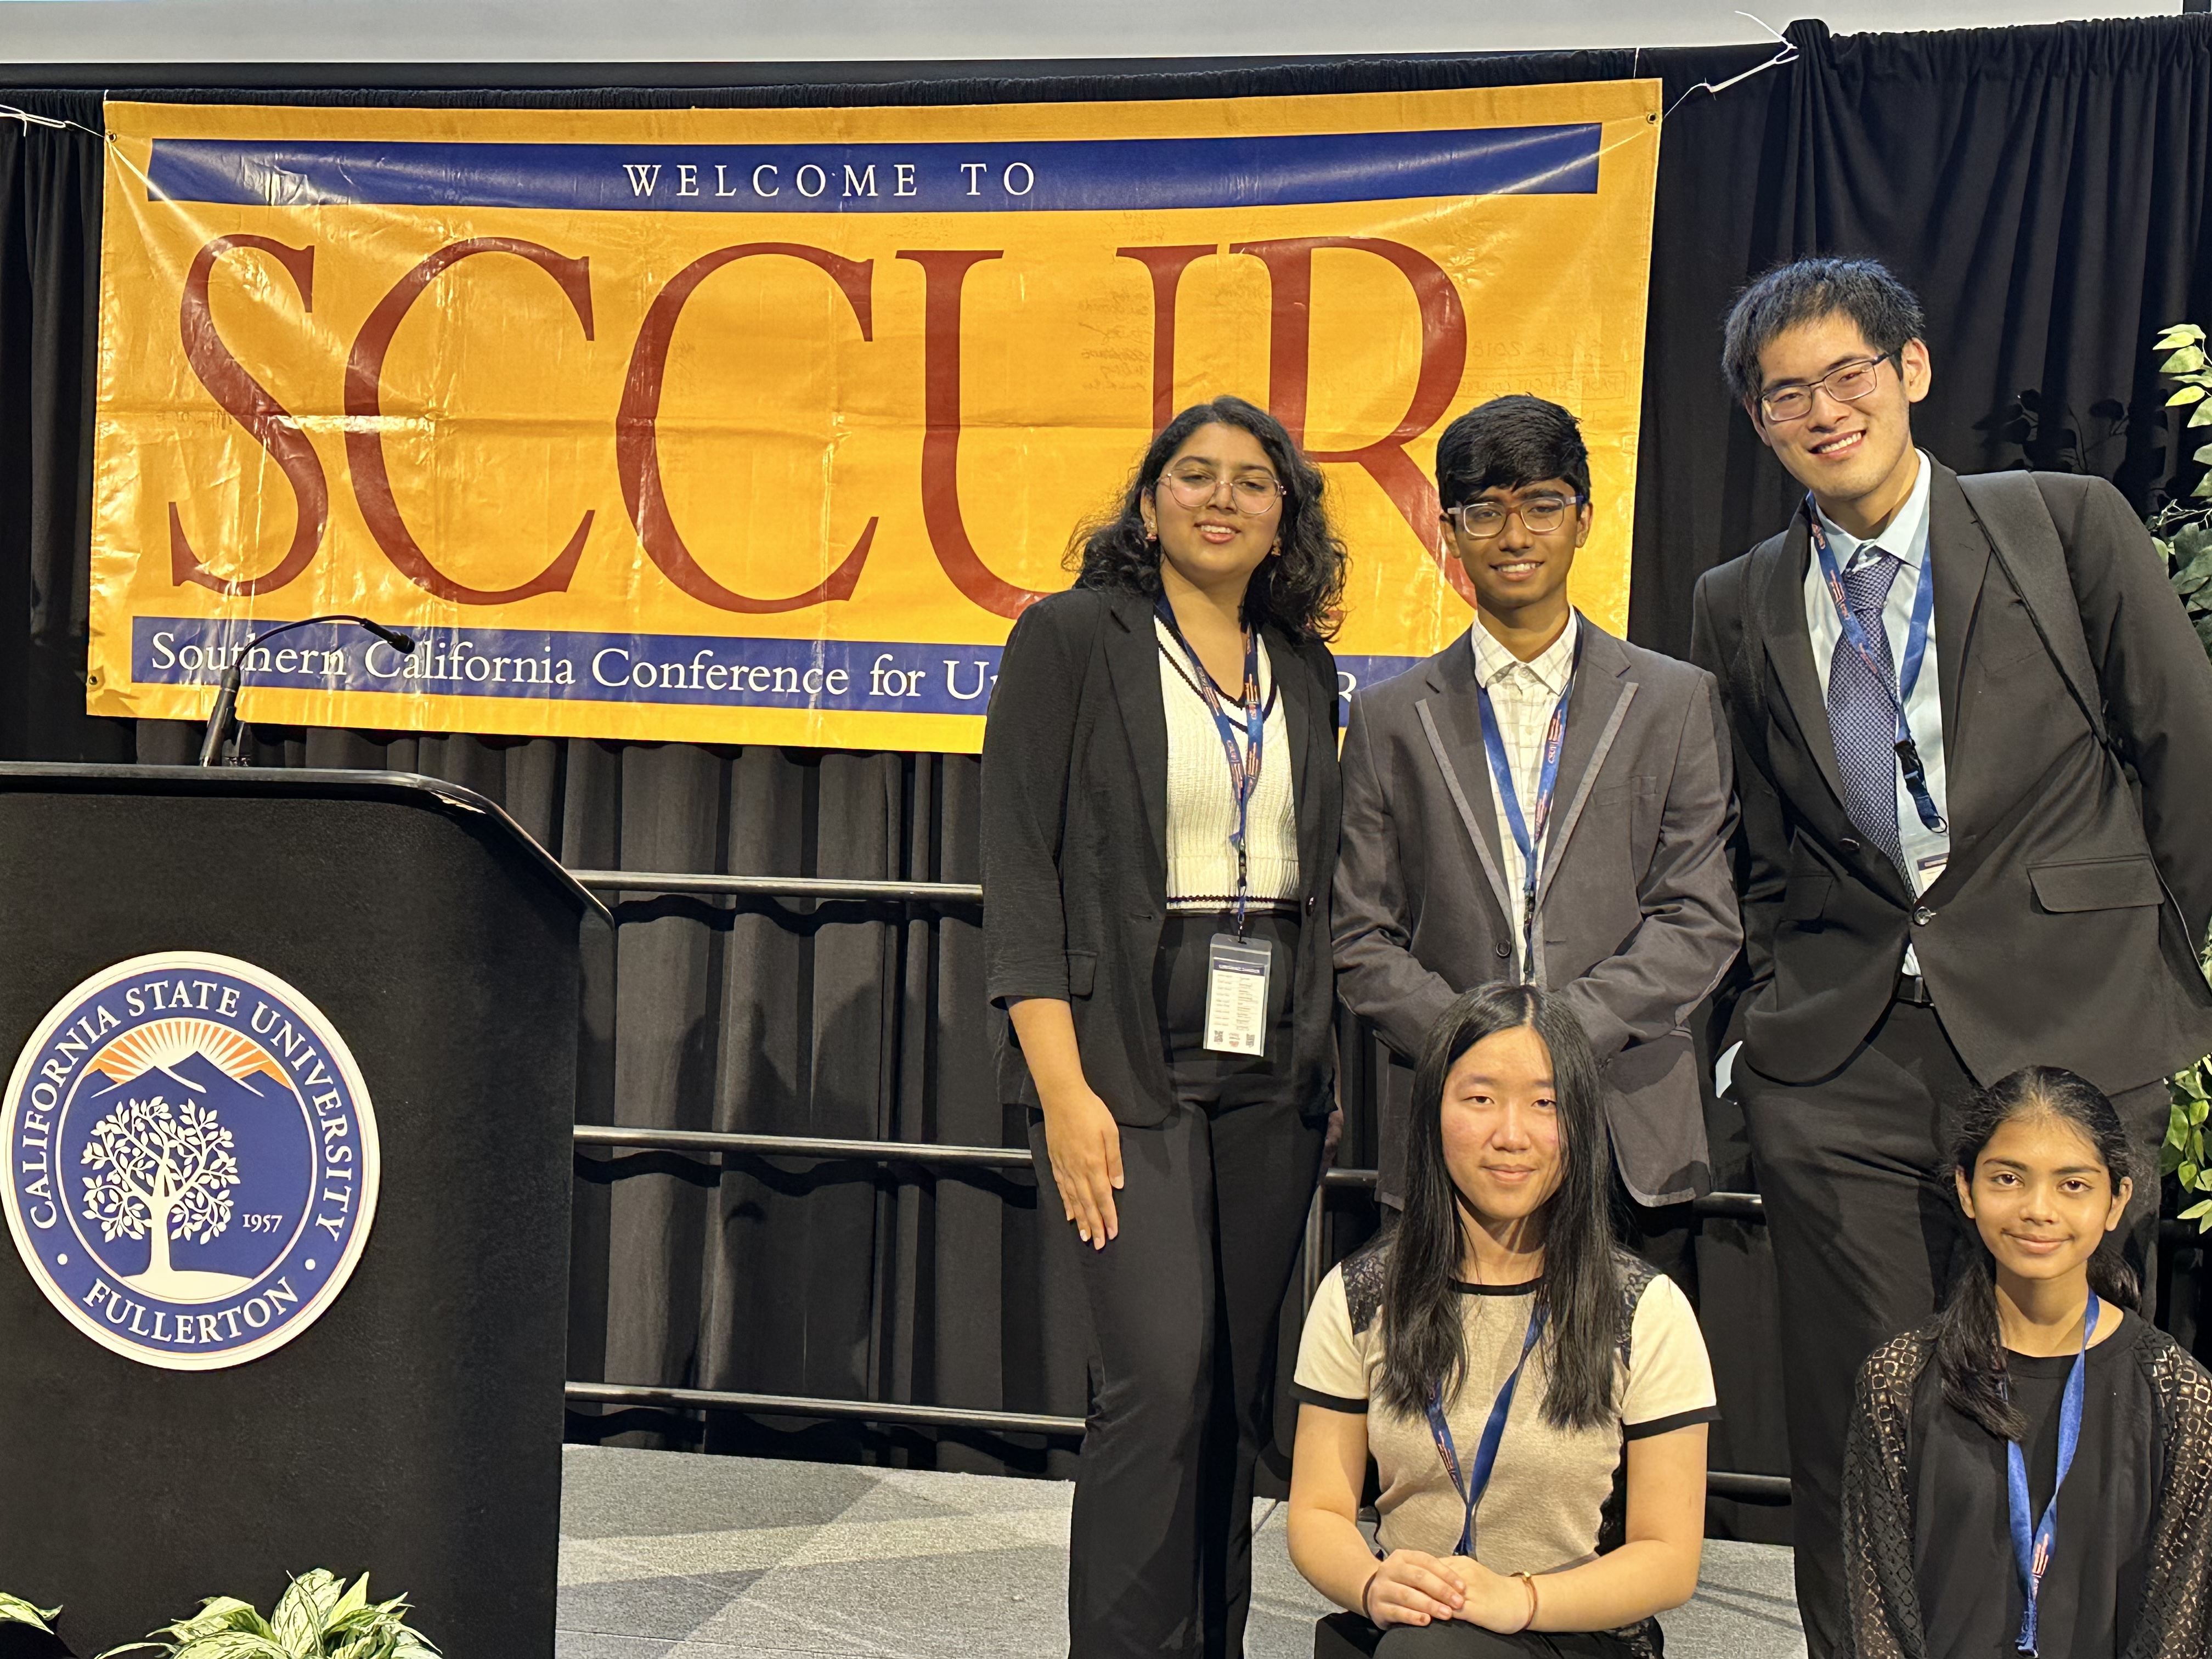 WELCOME TO
SCCUR
Southern California Conference for
CALIFORNIA STATE UNIVERSITY
1957
FULLERTON